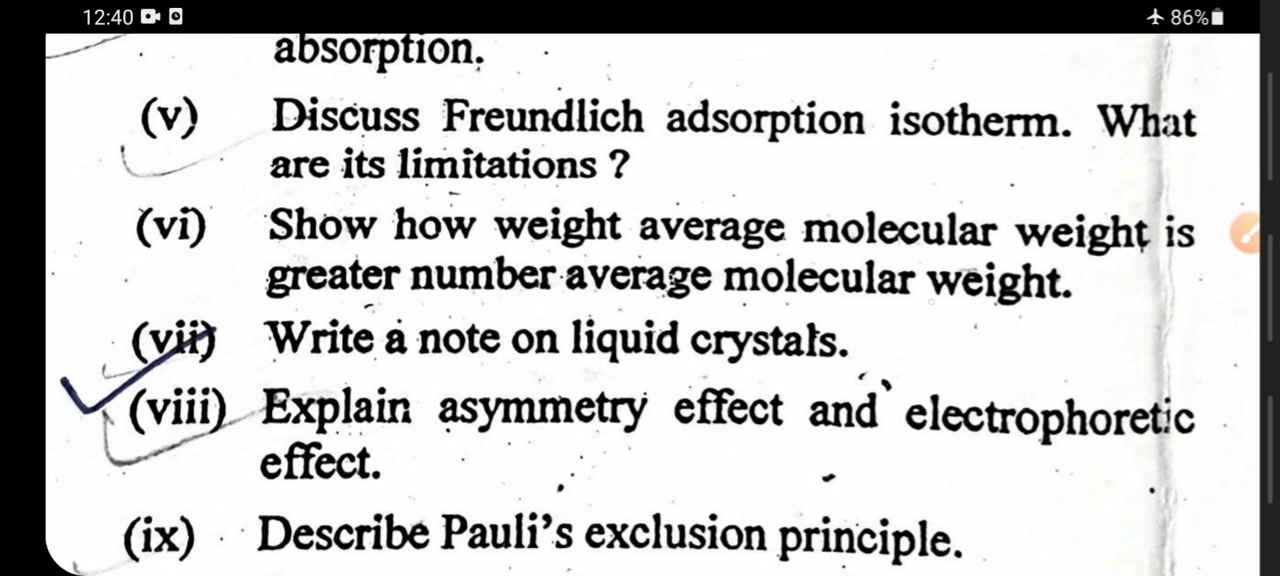 12:40
86%
absorption.
(v) Discuss Freundlich adsorption isotherm. What
are its limitations ?
(vi) Show how weight average molecular weight is
greater number average molecular weight.
(vii) Write a note on liquid crystals.
(viii) Explain asymmetry effect and electrophoretic
effect.
(ix) Describe Pauli's exclusion principle.